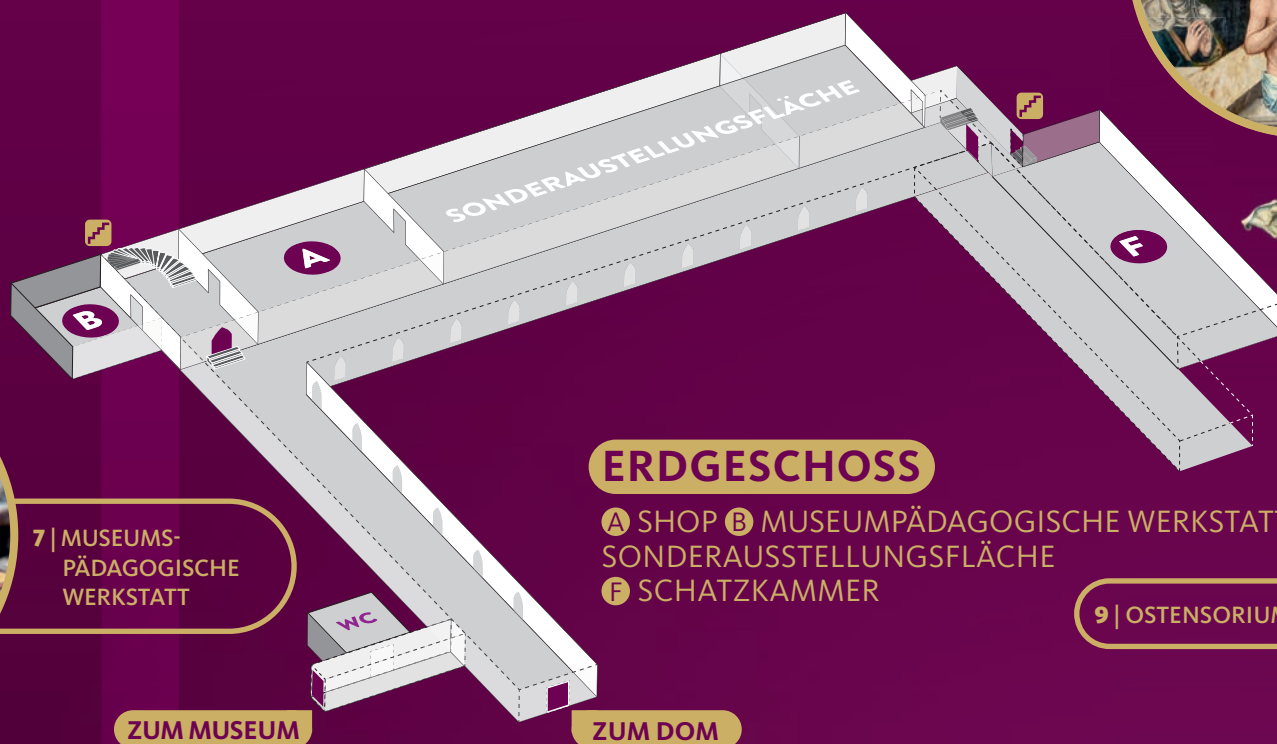 SONDERAUSTELLUNGSFLÄCHE
A
B
F
ERDGESCHOSS
A SHOP B MUSEUMPÄDAGOGISCHE WERKSTATT
SONDERAUSSTELLUNGSFLÄCHE
F SCHATZKAMMER
7 | MUSEUMS-
PÄDAGOGISCHE
WERKSTATT
9 | OSTENSORIUM
WC
ZUM MUSEUM
ZUM DOM